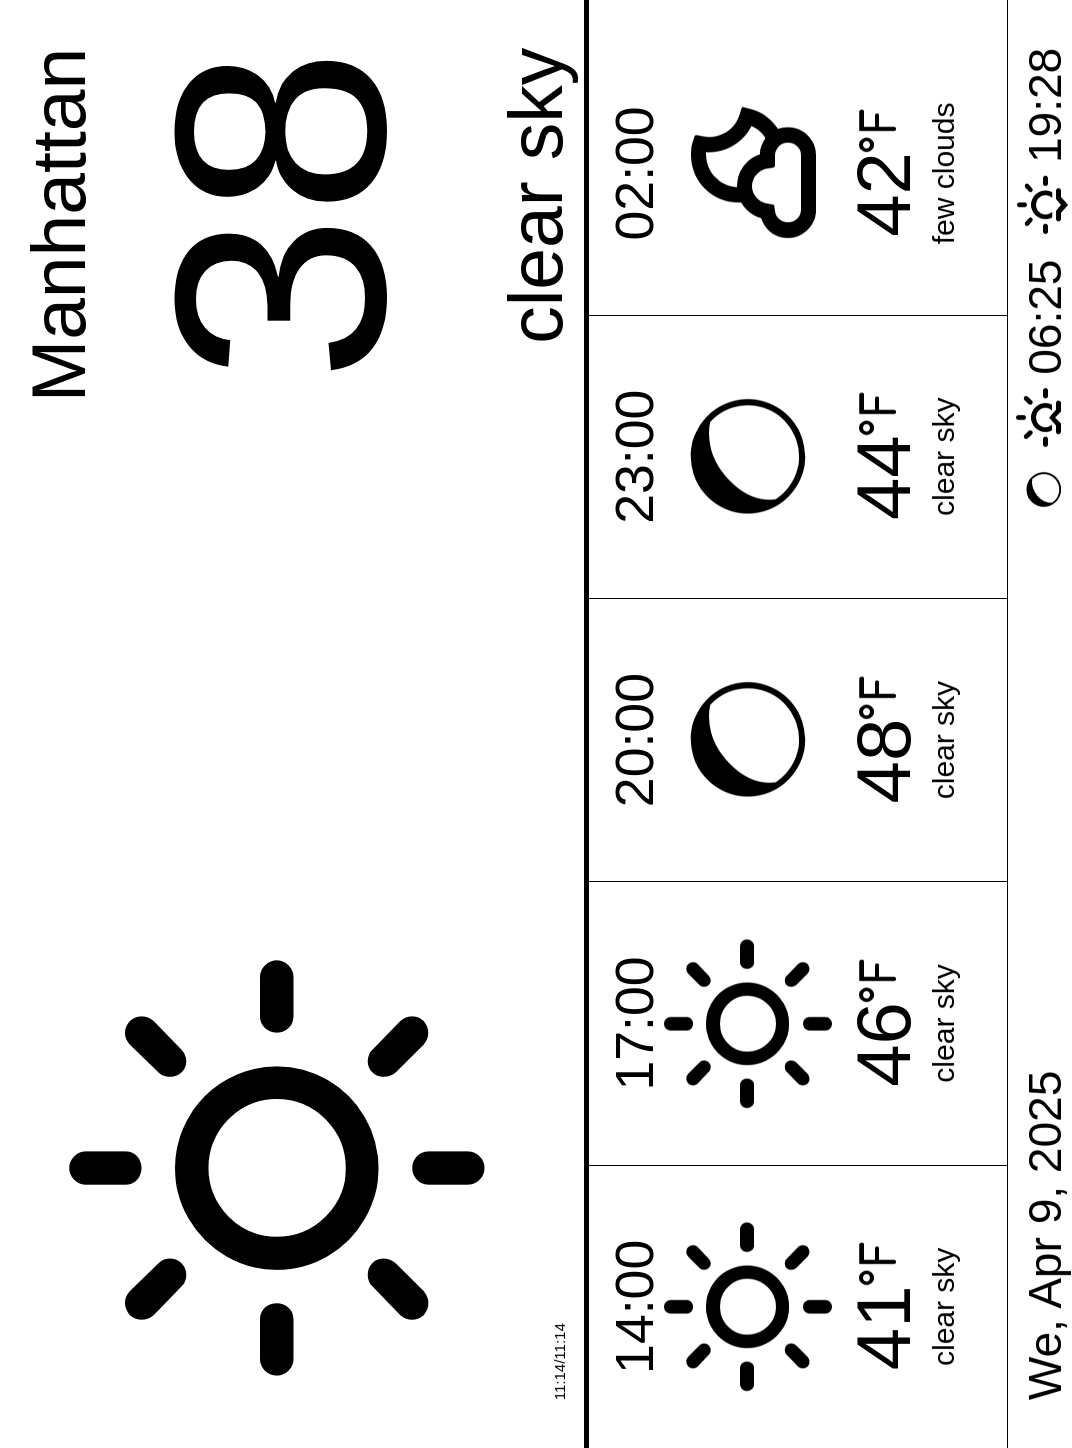 Manhattan
38
clear sky
11:14/11:14
14:00
41°F
clear sky
17:00
46°F
clear sky
20:00
48°F
clear sky
23:00
44°F
clear sky
02:00
42°F
few clouds
We, Apr 9, 2025
06:25
19:28